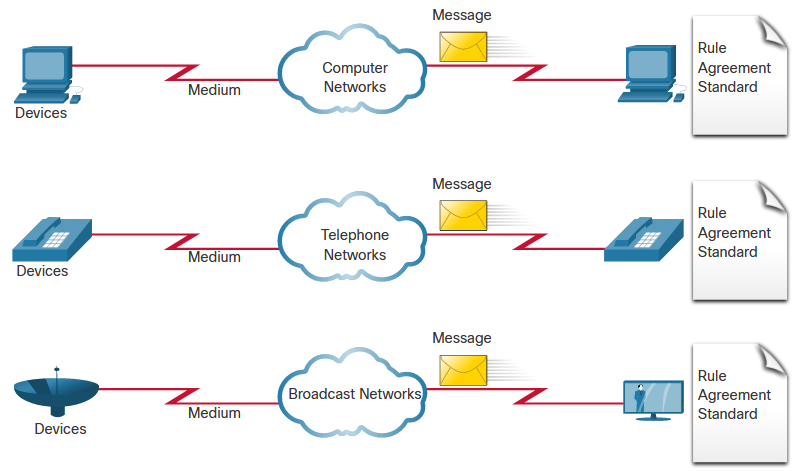 Message
Rule
Agreement
Standard
Computer
Networks
Medium
Devices
Message
Rule
Agreement
Standard
Telephone
Networks
Medium
Devices
Message
Rule
Agreement
Standard
Broadcast Networks
Medium
Devices